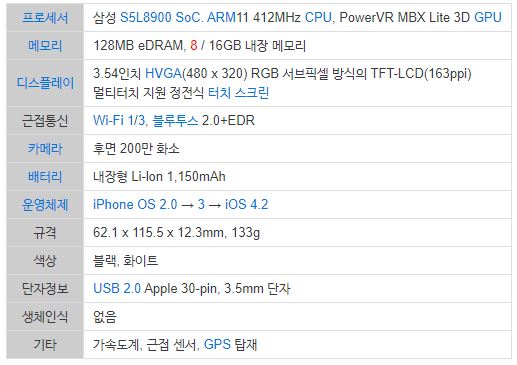 프로세서 삼성 S5L8900 SoC. ARM11 412MHz CPU, PowerVR MBX Lite 3D GPU
메모리 128MB eDRAM, 8 / 16GB 내장 메모리
디스플레이 3.54인치 HVGA(480 x 320) RGB 서브픽셀 방식의 TFT-LCD(163ppi)
멀티터치 지원 정전식 터치 스크린
근접통신 Wi-Fi 1/3, 블루투스 2.0+EDR
카메라 후면 200만 화소
배터리 내장형 Li-Ion 1,150mAh
운영체제 iPhone OS 2.0 → 3 → iOS 4.2
규격 62.1 x 115.5 x 12.3mm, 133g
색상 블랙, 화이트
단자정보 USB 2.0 Apple 30-pin, 3.5mm 단자
생체인식 없음
기타 가속도계, 근접 센서, GPS 탑재